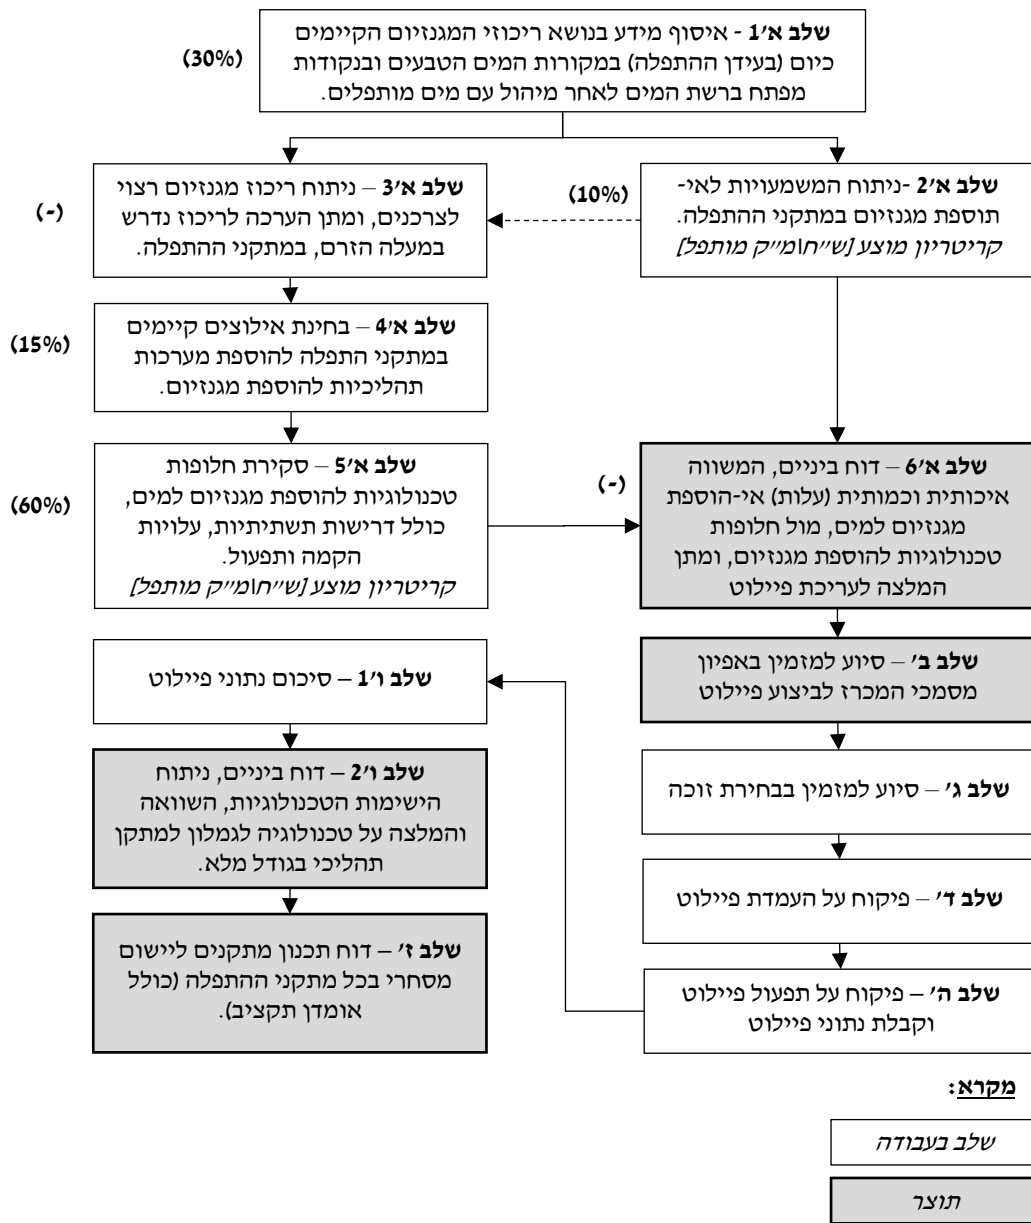 שלב א'1 - איסוף מידע בנושא ריכוזי המגנזיום הקיימים
כיום (בעידן ההתפלה) במקורות המים הטבעים ובנקודות
מפתח ברשת המים לאחר מיהול עם מים מותפלים.
(30%)
שלב א'2 -ניתוח המשמעויות לאי-
תוספת מגנזיום במתקני ההתפלה.
קריטריון מוצע [ש״ח\מ״ק מותפל]
(10%)
שלב א'3 – ניתוח ריכוז מגנזיום רצוי
לצרכנים, ומתן הערכה לריכוז נדרש
במעלה הזרם, במתקני ההתפלה.
(-)
שלב א'4 – בחינת אילוצים קיימים
במתקני התפלה להוספת מערכות
תהליכיות להוספת מגנזיום.
(15%)
שלב א'5 – סקירת חלופות
טכנולוגיות להוספת מגנזיום למים,
כולל דרישות תשתיתיות, עלויות
הקמה ותפעול.
קריטריון מוצע [ש״ח\מ״ק מותפל]
(60%)
שלב א'6 – דוח ביניים, המשווה
איכותית וכמותית (עלות) אי-הוספת
מגנזיום למים, מול חלופות
טכנולוגיות להוספת מגנזיום, ומתן
המלצה לעריכת פיילוט
(-)
שלב ב' – סיוע למזמין באפיון
מסמכי המכרז לביצוע פיילוט
שלב ג' – סיוע למזמין בבחירת זוכה
שלב ד' – פיקוח על העמדת פיילוט
שלב ה' – פיקוח על תפעול פיילוט
וקבלת נתוני פיילוט
שלב ו'1 – סיכום נתוני פיילוט
שלב ו'2 – דוח ביניים, ניתוח
הישימות הטכנולוגיות, השוואה
והמלצה על טכנולוגיה לגמלון למתקן
תהליכי בגודל מלא.
שלב ז' – דוח תכנון מתקנים ליישום
מסחרי בכל מתקני ההתפלה (כולל
אומדן תקציב).
מקרא:
שלב בעבודה
תוצר